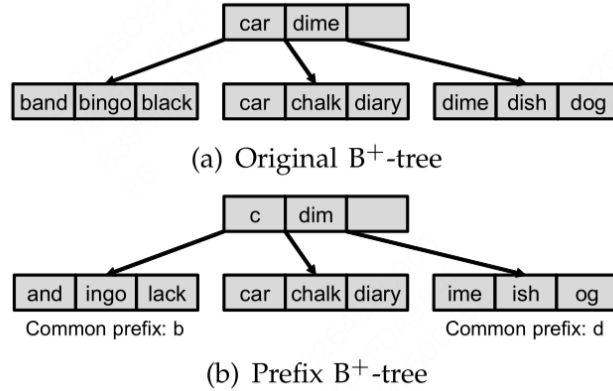 car dime
band bingo black car chalk diary dime dish dog
(a) Original B⁺-tree
c dim
and ingo lack car chalk diary ime ish og
Common prefix: b Common prefix: d
(b) Prefix B⁺-tree